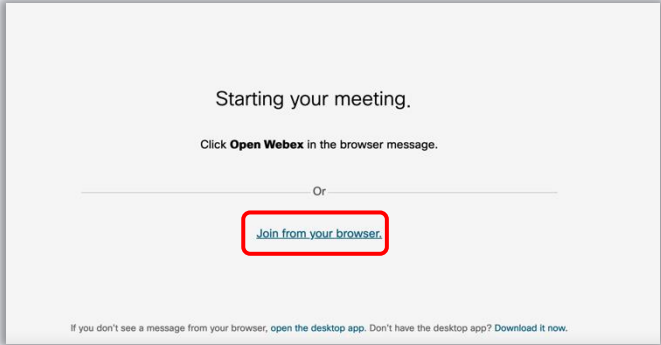 Starting your meeting.
Click Open Webex in the browser message.
Or
Join from your browser.
If you don't see a message from your browser, open the desktop app. Don't have the desktop app? Download it now.